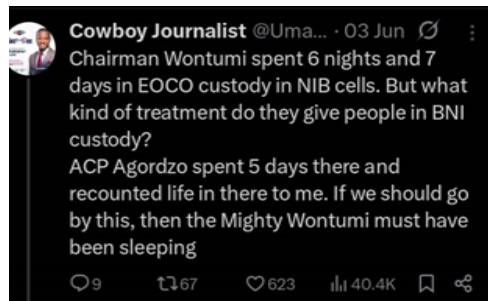 Cowboy Journalist @Uma... · 03 Jun
Chairman Wontumi spent 6 nights and 7
days in EOCO custody in NIB cells. But what
kind of treatment do they give people in BNI
custody?
ACP Agordzo spent 5 days there and
recounted life in there to me. If we should go
by this, then the Mighty Wontumi must have
been sleeping
9 67 623 40.4K